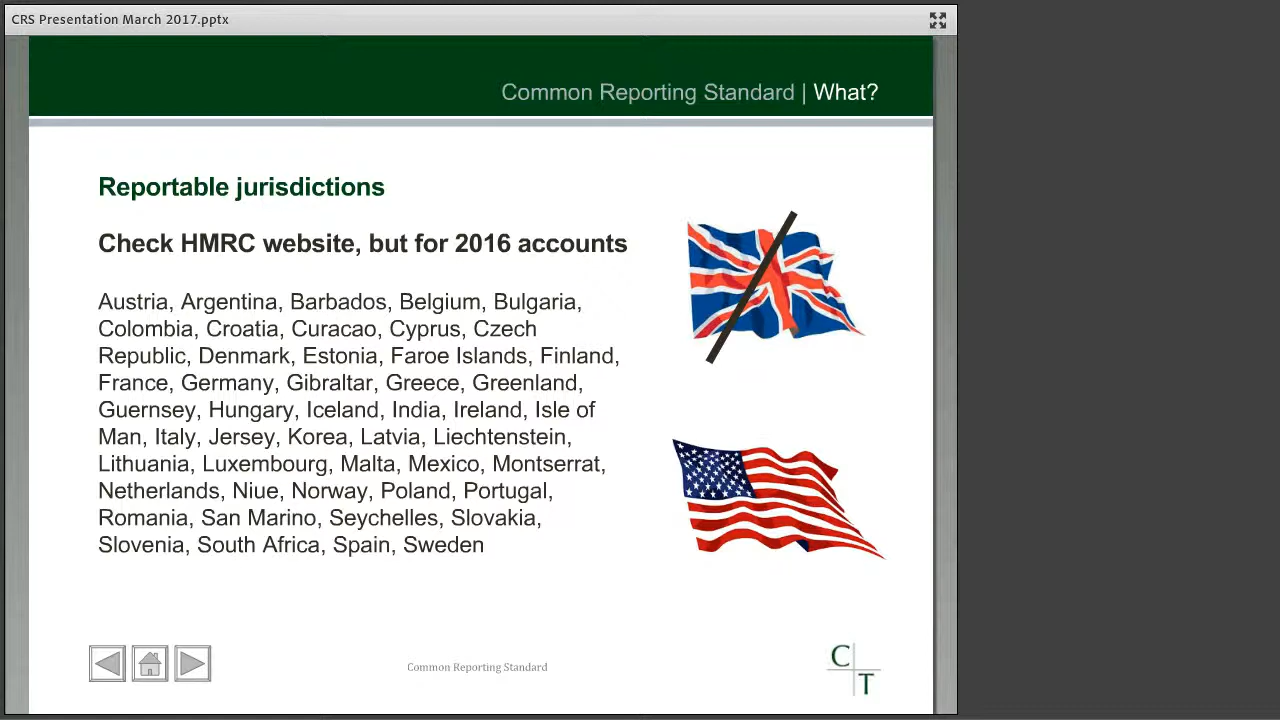 CRS Presentation March 2017.pptx
Common Reporting Standard | What?
Reportable jurisdictions
Check HMRC website, but for 2016 accounts
Austria, Argentina, Barbados, Belgium, Bulgaria,
Colombia, Croatia, Curacao, Cyprus, Czech
Republic, Denmark, Estonia, Faroe Islands, Finland,
France, Germany, Gibraltar, Greece, Greenland,
Guernsey, Hungary, Iceland, India, Ireland, Isle of
Man, Italy, Jersey, Korea, Latvia, Liechtenstein,
Lithuania, Luxembourg, Malta, Mexico, Montserrat,
Netherlands, Niue, Norway, Poland, Portugal,
Romania, San Marino, Seychelles, Slovakia,
Slovenia, South Africa, Spain, Sweden
Common Reporting Standard
C
T